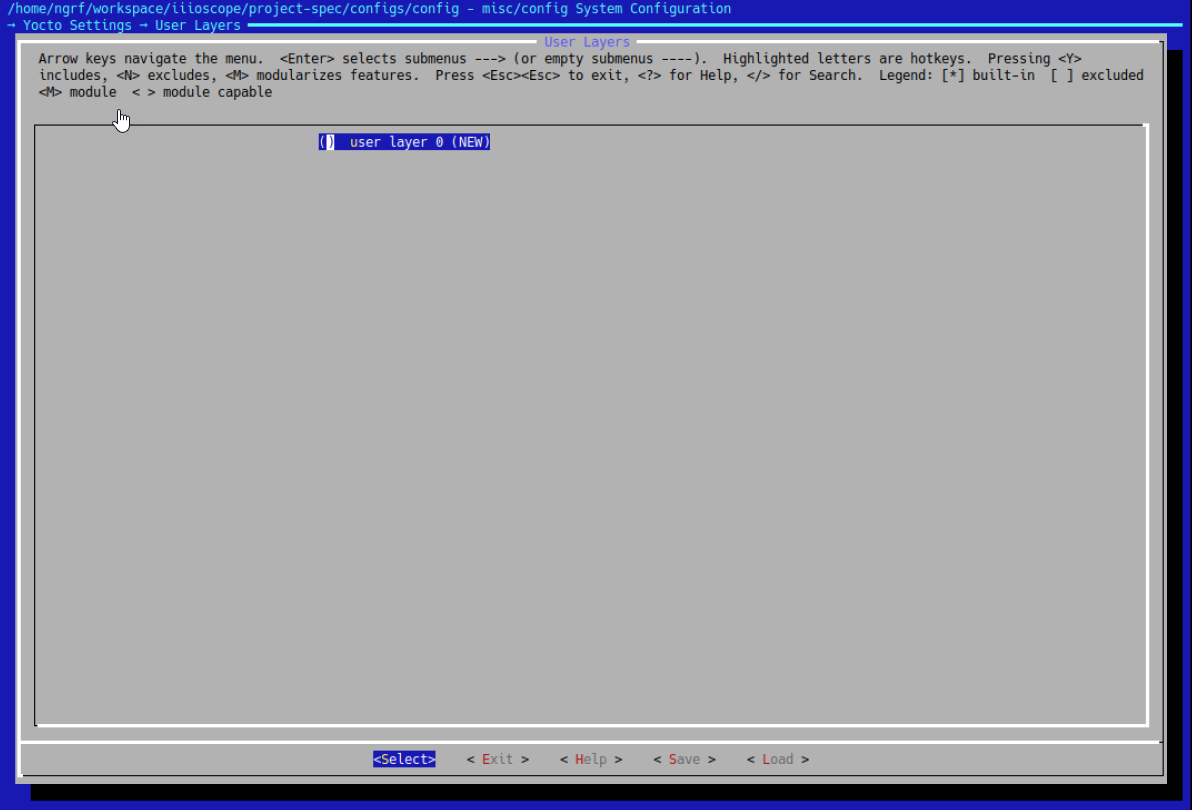 /home/ngrf/workspace/iiioscope/project-spec/configs/config - misc/config System Configuration
→ Yocto Settings → User Layers
User Layers
Arrow keys navigate the menu.  <Enter> selects submenus ---> (or empty submenus ----).  Highlighted letters are hotkeys.  Pressing <Y>
includes, <N> excludes, <M> modularizes features.  Press <Esc><Esc> to exit, <?> for Help, </> for Search.  Legend: [*] built-in  [ ] excluded
<M> module  < > module capable
()  user layer 0 (NEW)
<Select>    < Exit >    < Help >    < Save >    < Load >